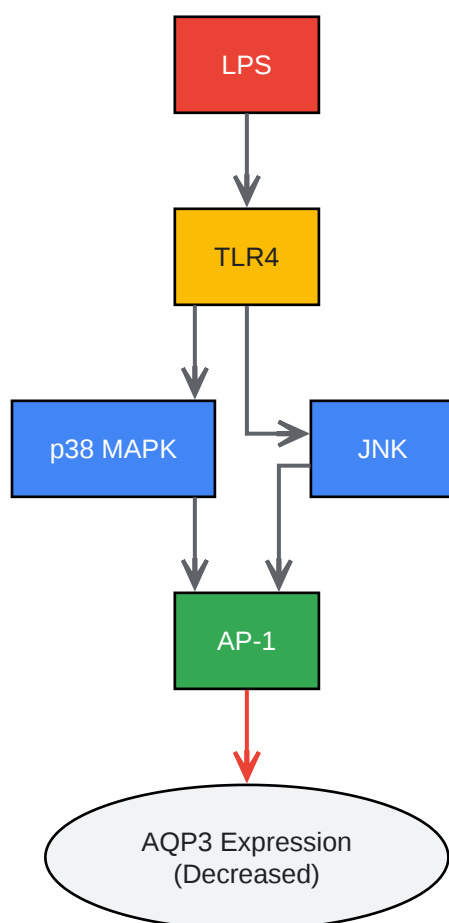 LPS
TLR4
p38 MAPK
JNK
AP-1
AQP3 Expression
(Decreased)